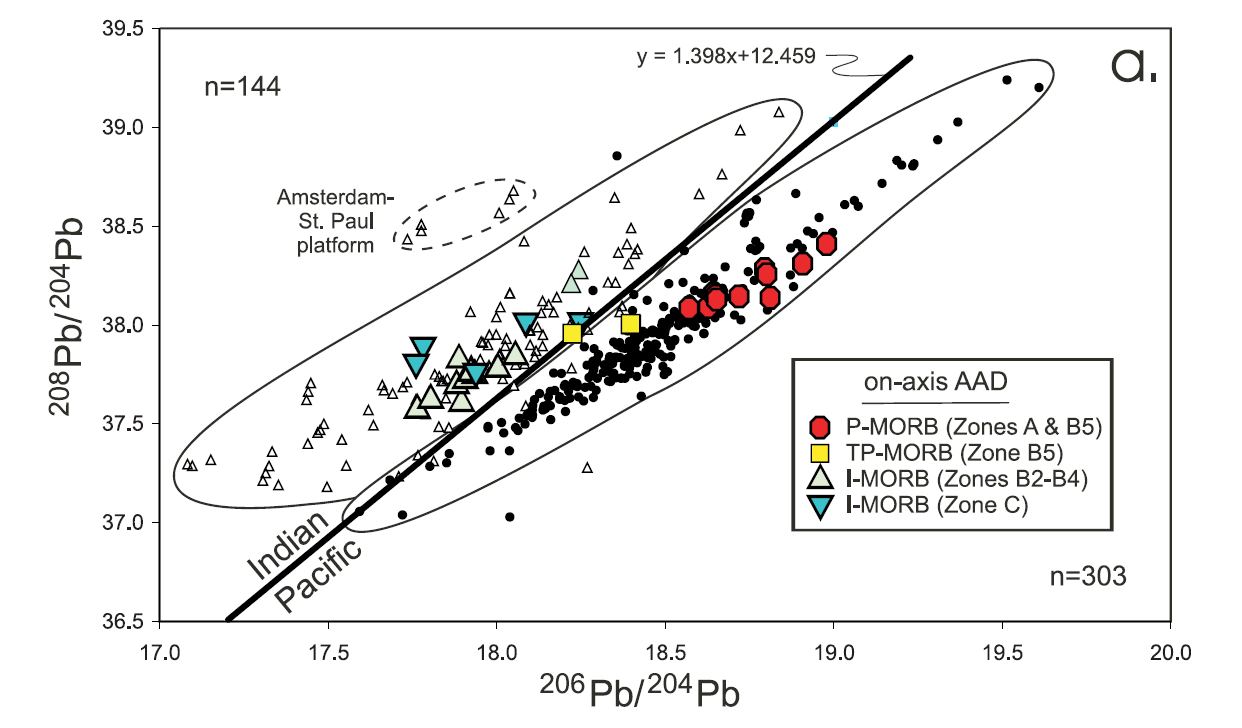 39.5
39.0
38.5
38.0
37.5
37.0
36.5
208Pb/204Pb
n=144
y = 1.398x+12.459
a.
Amsterdam-
St. Paul
platform
Indian
Pacific
on-axis AAD
P-MORB (Zones A & B5)
TP-MORB (Zone B5)
I-MORB (Zones B2-B4)
I-MORB (Zone C)
n=303
17.0 17.5 18.0 18.5 19.0 19.5 20.0
206Pb/204Pb